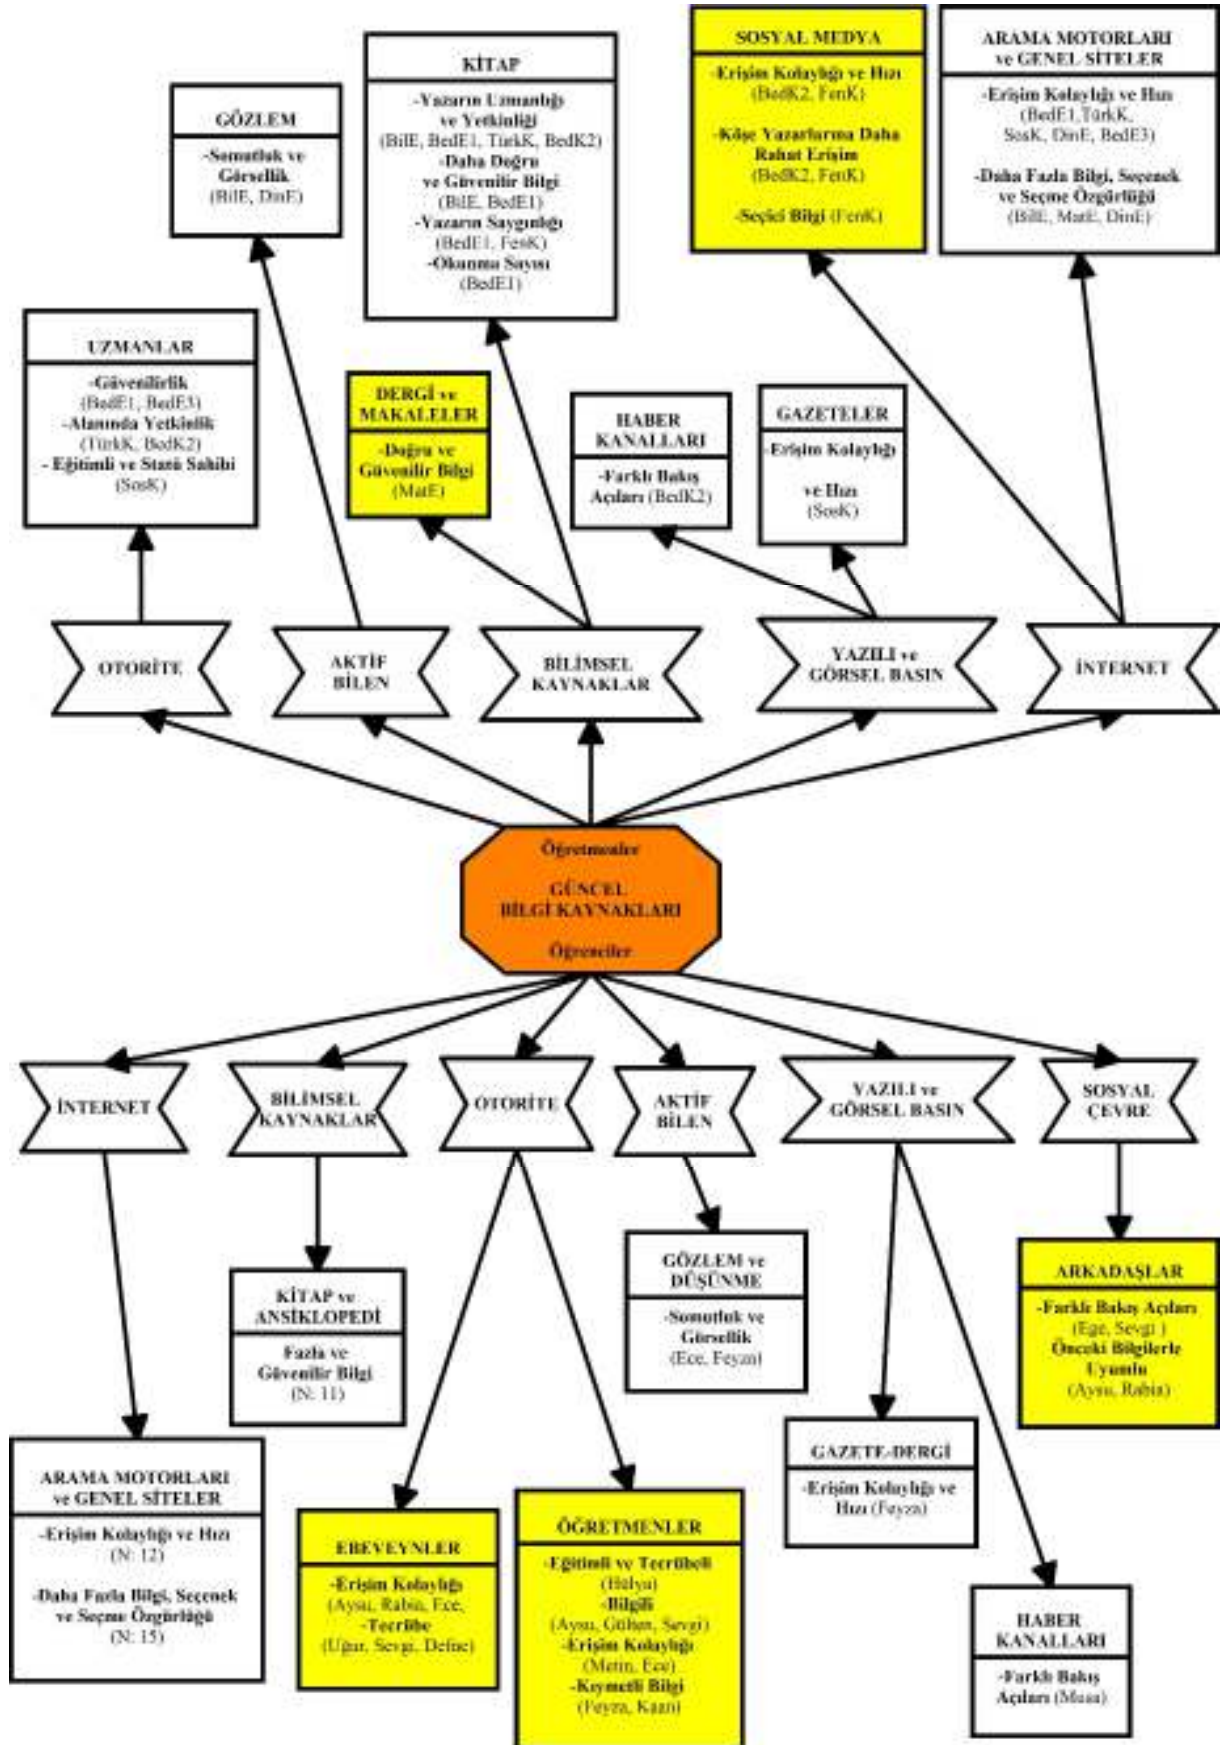 SOSYAL MEDYA
-Erişim Kolaylığı ve Hızı
(BedK2, FenK)
-Köşe Yazarlarına Daha
Rahat Erişim
(BedK2, FenK)
-Seçici Bilgi (FenK)
ARAMA MOTORLARI
ve GENEL SİTELER
-Erişim Kolaylığı ve Hızı
(BedE1,TürkK,
SosK, DinE, BedE3)
-Daha Fazla Bilgi, Seçenek
ve Seçme Özgürlüğü
(BilE, MatE, DinE)
KİTAP
-Yazarın Uzmanlığı
ve Yetkinliği
(BilE, BedE1, TürkK, BedK2)
-Daha Doğru
ve Güvenilir Bilgi
(BilE, BedE1)
-Yazarın Saygınlığı
(BedE1, FenK)
-Okunma Sayısı
(BedE1)
GÖZLEM
-Somutluk ve
Görsellik
(BilE, DinE)
UZMANLAR
-Güvenilirlik
(BedE1, BedE3)
-Alanında Yetkinlik
(TürkK, BedK2)
- Eğitimli ve Statü Sahibi
(SosK)
DERGİ ve
MAKALELER
-Doğru ve
Güvenilir Bilgi
(MatE)
HABER
KANALLARI
-Farklı Bakış
Açıları (BedK2)
GAZETELER
-Erişim Kolaylığı
ve Hızı
(SosK)
OTORİTE
AKTİF
BİLEN
BİLİMSEL
KAYNAKLAR
YAZILI ve
GÖRSEL BASIN
İNTERNET
Öğretmenler
GÜNCEL
BİLGİ KAYNAKLARI
Öğrenciler
İNTERNET
BİLİMSEL
KAYNAKLAR
OTORİTE
AKTİF
BİLEN
YAZILI ve
GÖRSEL BASIN
SOSYAL
ÇEVRE
GÖZLEM ve
DÜŞÜNME
-Somutluk ve
Görsellik
(Ece, Feyza)
ARKADAŞLAR
-Farklı Bakış Açıları
(Ege, Sevgi )
Önceki Bilgilerle
Uyumlu
(Aysu, Rabia)
KİTAP ve
ANSİKLOPEDİ
Fazla ve
Güvenilir Bilgi
(N: 11)
ARAMA MOTORLARI
ve GENEL SİTELER
-Erişim Kolaylığı ve Hızı
(N: 12)
-Daha Fazla Bilgi, Seçenek
ve Seçme Özgürlüğü
(N: 15)
GAZETE-DERGİ
-Erişim Kolaylığı ve
Hızı (Feyza)
EBEVEYNLER
-Erişim Kolaylığı
(Aysu, Rabia, Ece,
-Tecrübe
(Uğur, Sevgi, Defne)
ÖĞRETMENLER
-Eğitimli ve Tecrübeli
(Hülya)
-Bilgili
(Aysu, Gülten, Sevgi)
-Erişim Kolaylığı
(Metin, Ece)
-Kıymetli Bilgi
(Feyza, Kaan)
HABER
KANALLARI
-Farklı Bakış
Açıları (Musa)